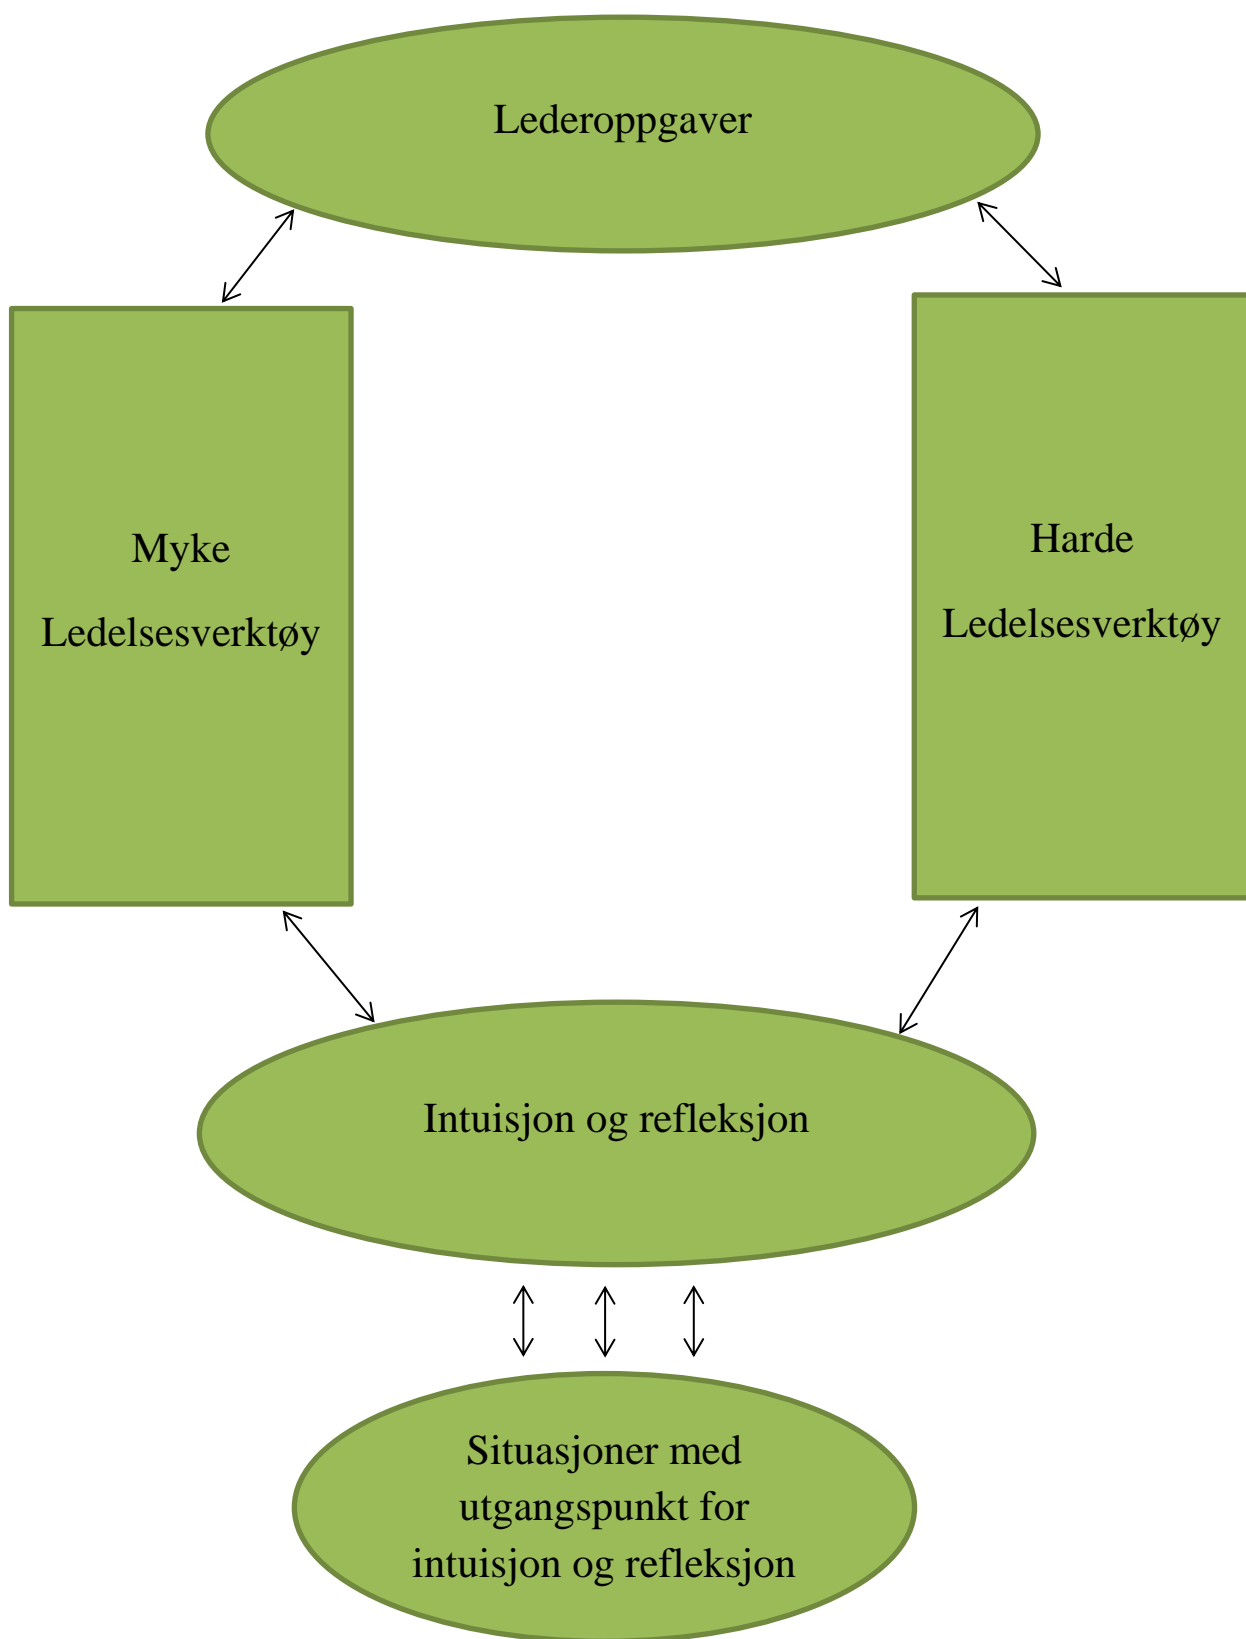 Lederoppgaver
Myke
Ledelsesverktøy
Harde
Ledelsesverktøy
Intuisjon og refleksjon
Situasjoner med
utgangspunkt for
intuisjon og refleksjon